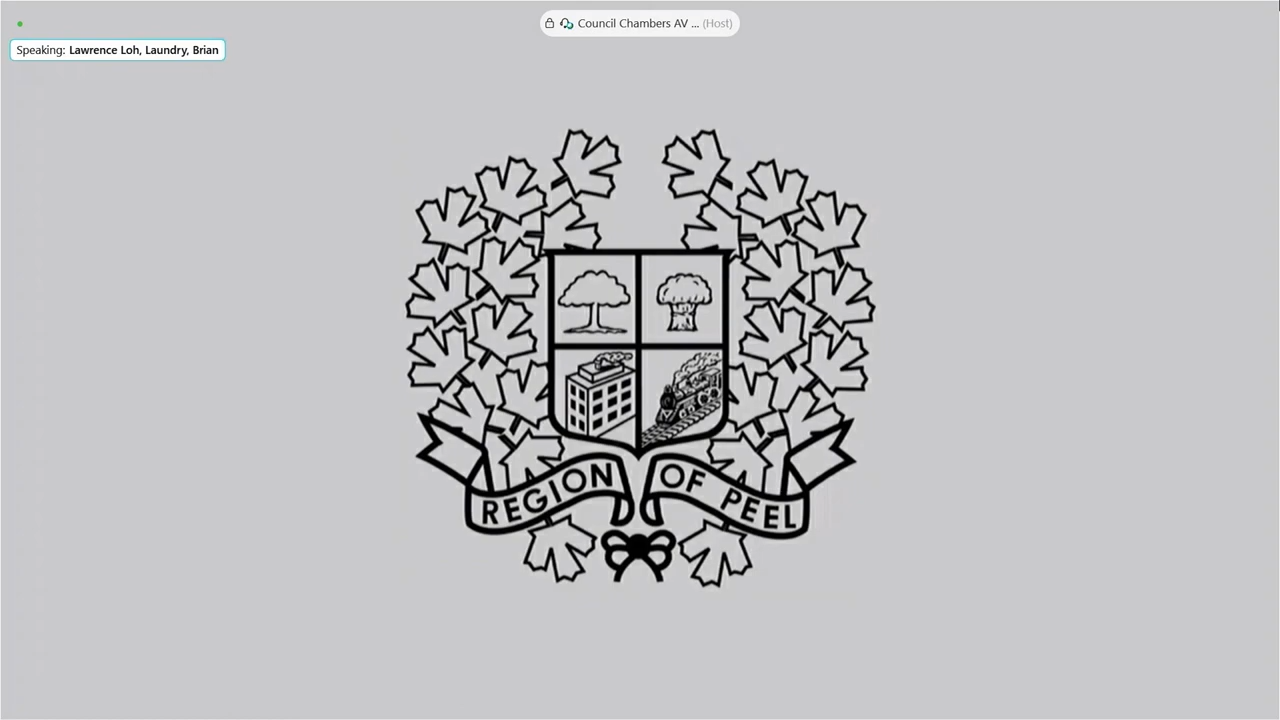 Council Chambers AV ... (Host)
Speaking: Lawrence Loh, Laundry, Brian
REGION OF PEEL